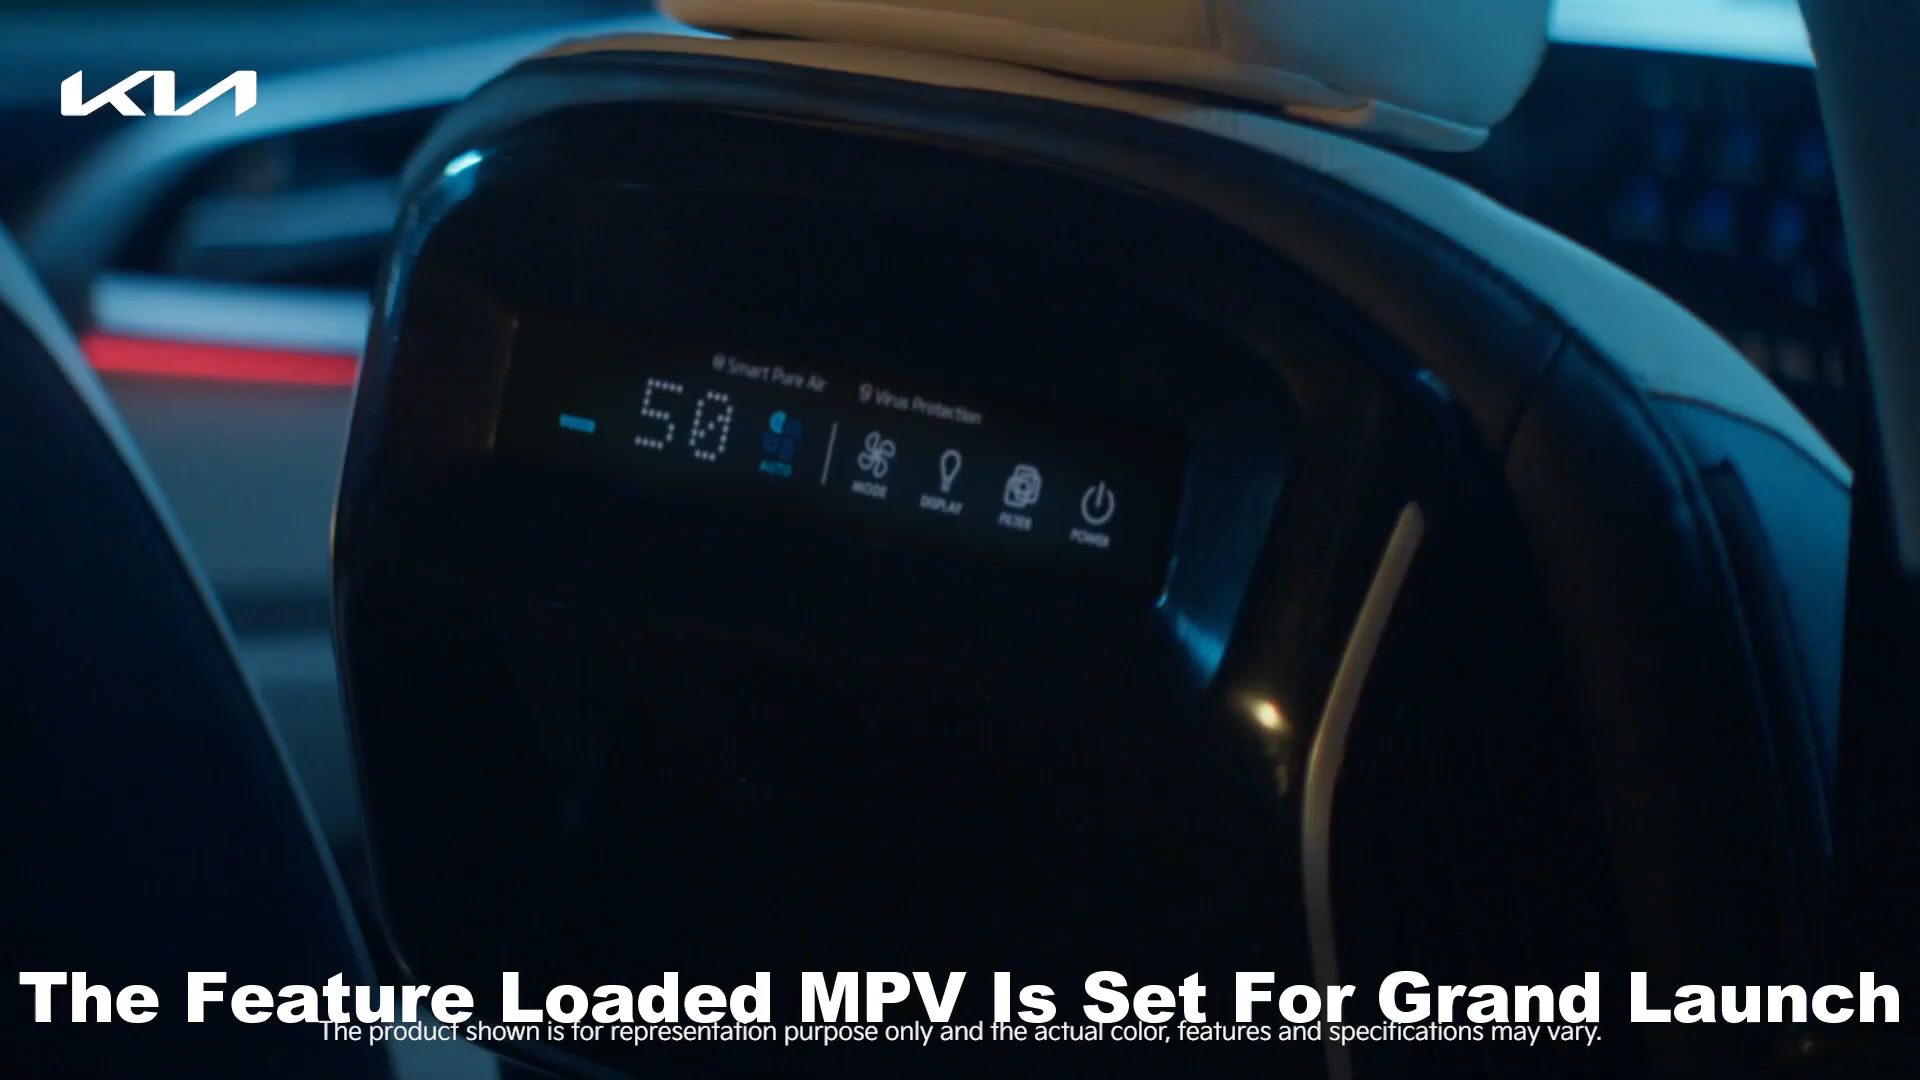 KIA
Smart Pure Air
Virus Protection
50
AUTO
MODE
DISPLAY
FILTER
POWER
The Feature Loaded MPV Is Set For Grand Launch
The product shown is for representation purpose only and the actual color, features and specifications may vary.